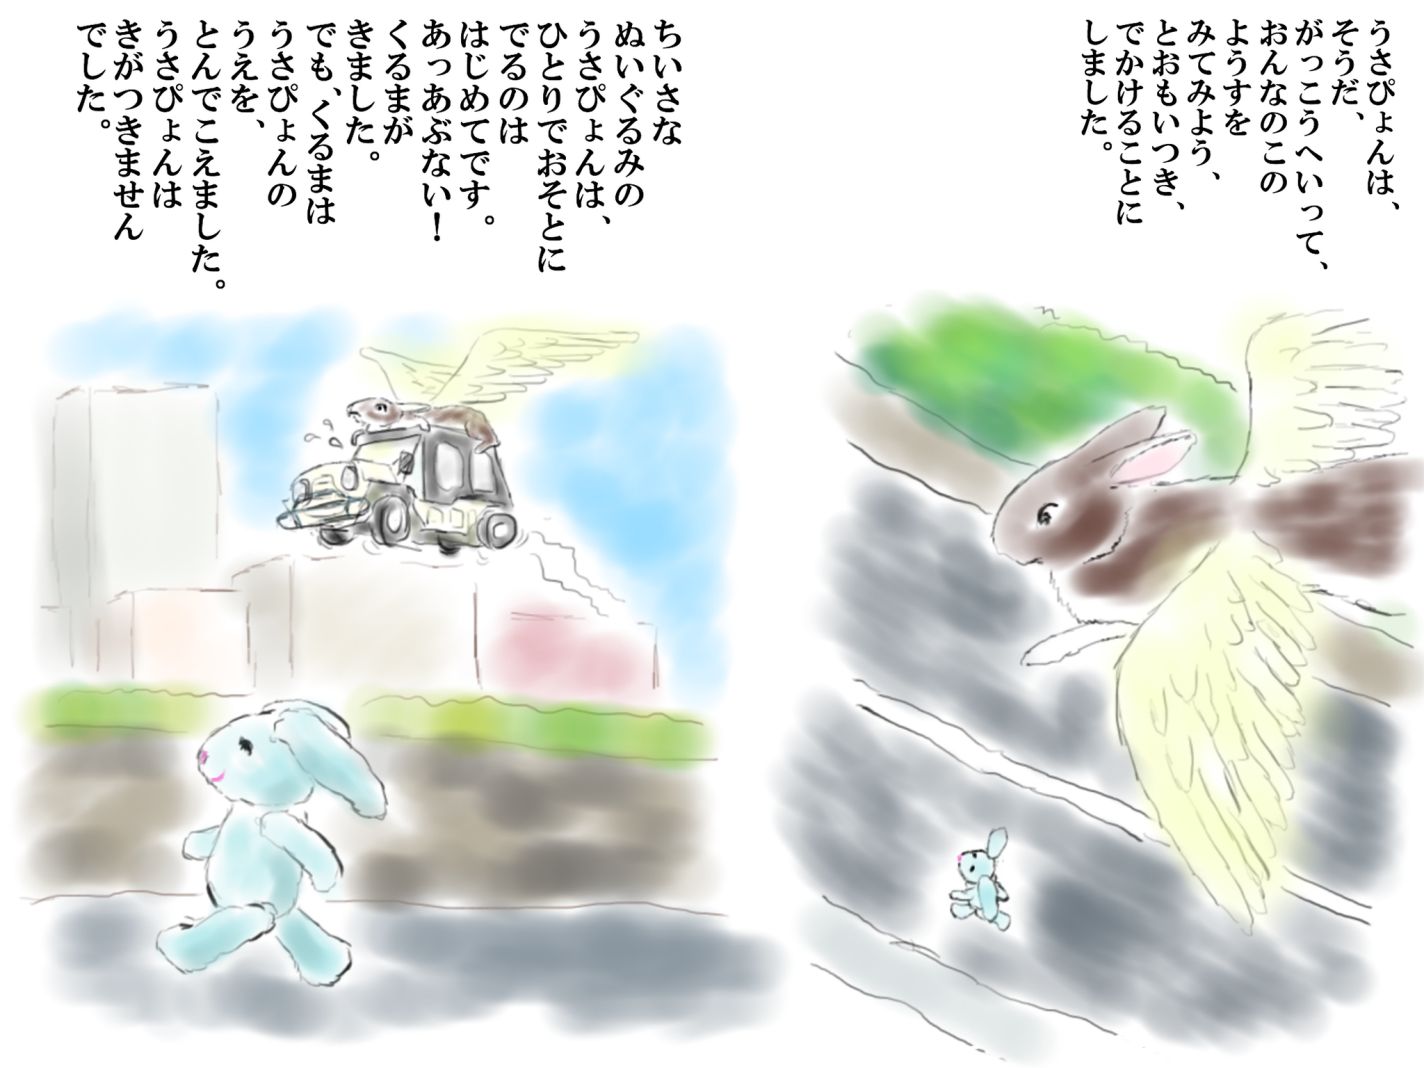 うさぴょんは、
そうだ、
がっこうへいって、
おんなのこの
ようすを
みてみよう、
とおもいつき、
でかけることに
しました。
ちいさな
ぬいぐるみの
うさぴょんは、
ひとりでおそとに
でるのは
はじめてです。
あっあぶない！
くるまが
きました。
でも、くるまは
うさぴょんの
うえを、
とんでこえました。
うさぴょんは
きがつきません
でした。